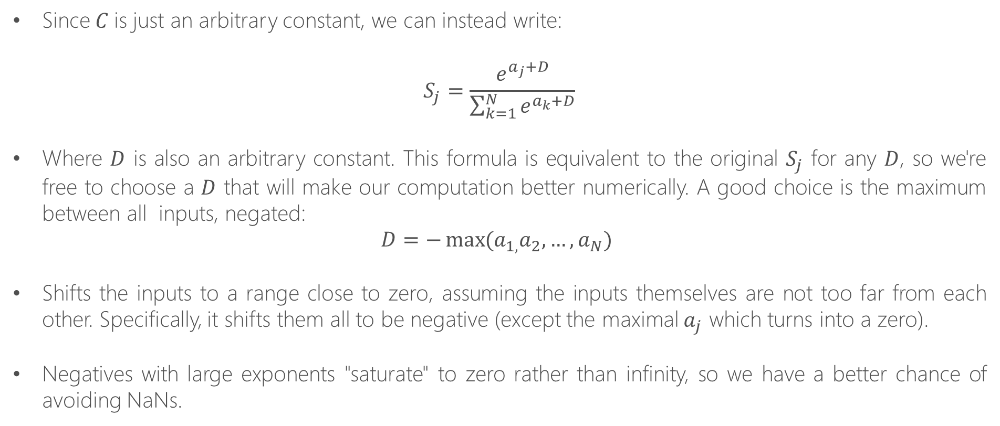 • Since C is just an arbitrary constant, we can instead write:
S_j = \frac{e^{a_j+D}}{\sum_{k=1}^{N} e^{a_k+D}}
• Where D is also an arbitrary constant. This formula is equivalent to the original S_j for any D, so we're
free to choose a D that will make our computation better numerically. A good choice is the maximum
between all inputs, negated:
D = − max(a_{1,}a_2, … , a_N)
• Shifts the inputs to a range close to zero, assuming the inputs themselves are not too far from each
other. Specifically, it shifts them all to be negative (except the maximal a_j which turns into a zero).
• Negatives with large exponents "saturate" to zero rather than infinity, so we have a better chance of
avoiding NaNs.